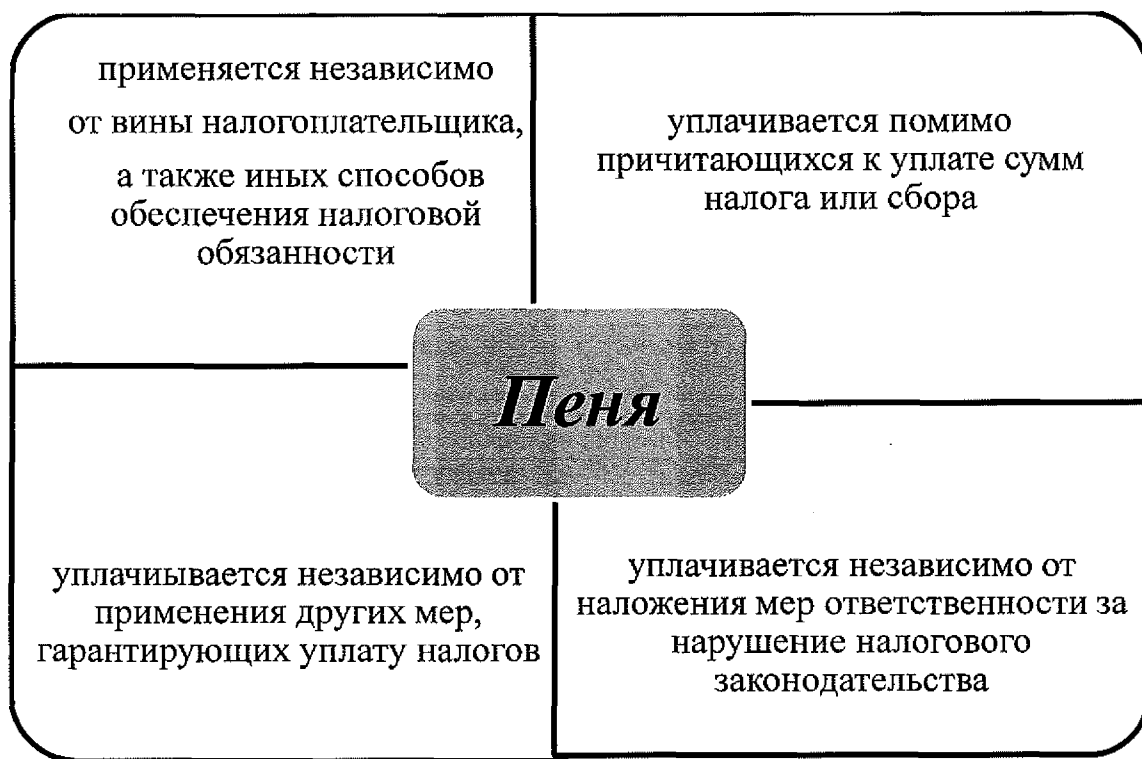 применяется независимо
от вины налогоплательщика,
а также иных способов
обеспечения налоговой
обязанности
уплачивается помимо
причитающихся к уплате сумм
налога или сбора
Пеня
уплачиывается независимо от
применения других мер,
гарантирующих уплату налогов
уплачивается независимо от
наложения мер ответственности за
нарушение налогового
законодательства